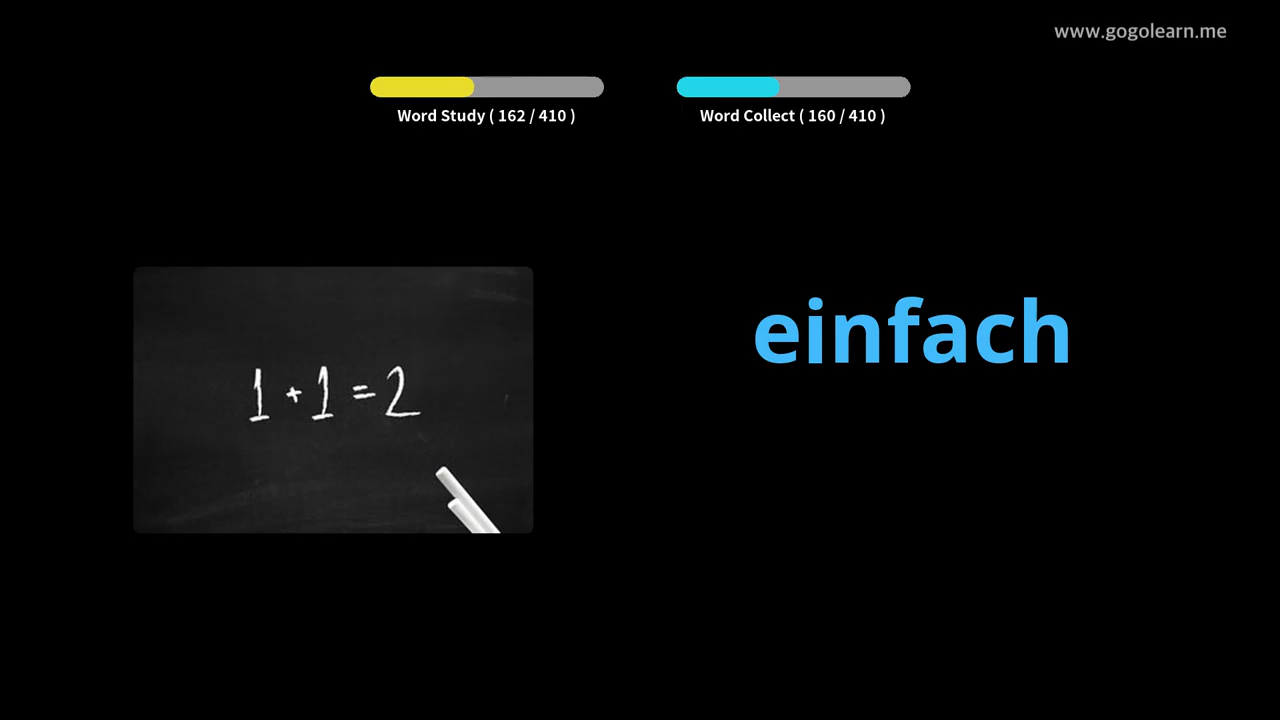 www.gogolearn.me
Word Study ( 162 / 410 )
Word Collect ( 160 / 410 )
einfach
1 + 1 = 2